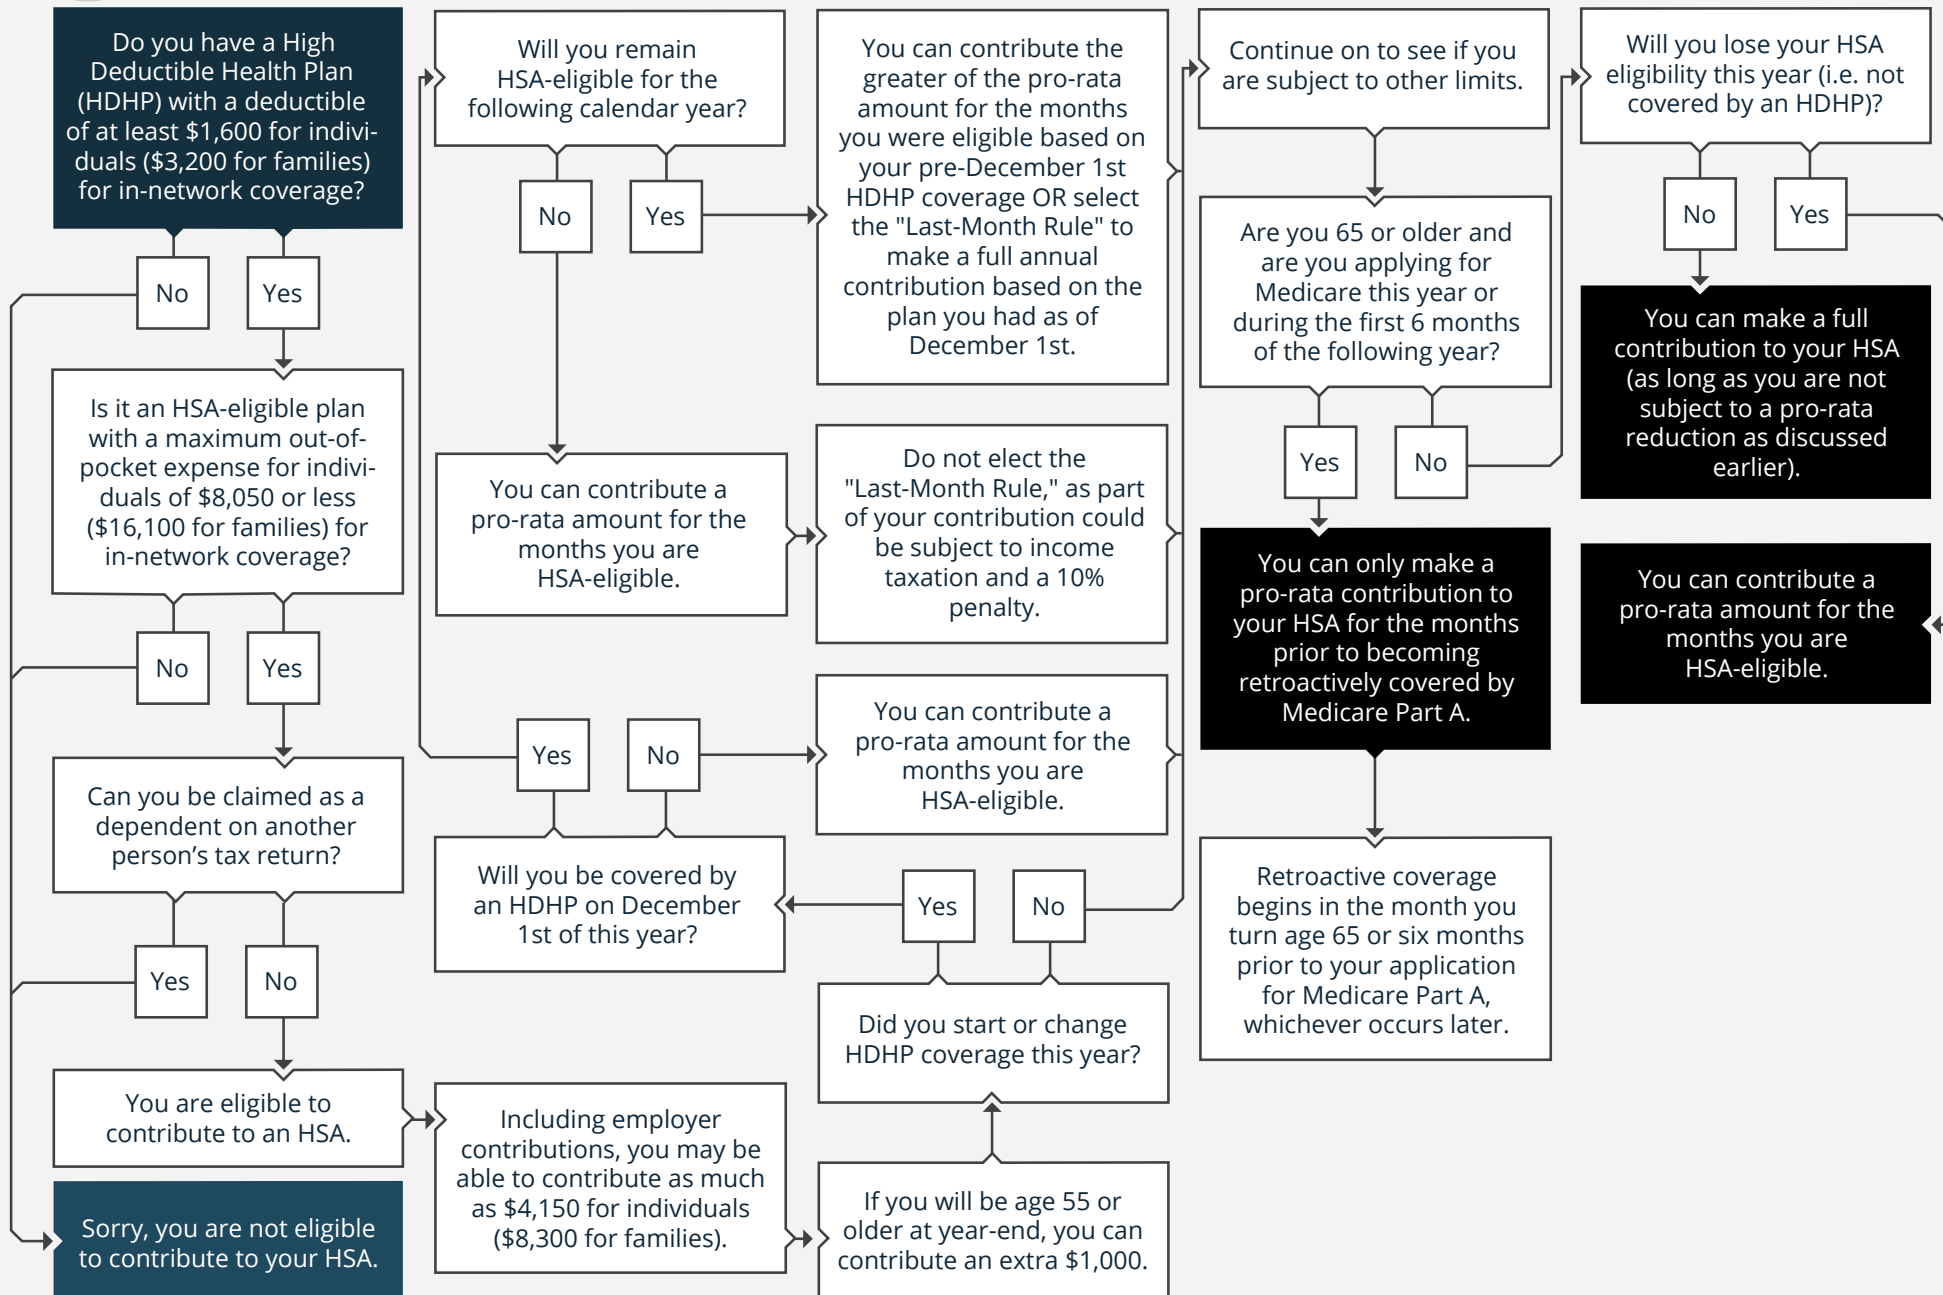 Do you have a High
Deductible Health Plan
(HDHP) with a deductible
of at least $1,600 for indivi-
duals ($3,200 for families)
for in-network coverage?
No
Yes
Is it an HSA-eligible plan
with a maximum out-of-
pocket expense for indivi-
duals of $8,050 or less
($16,100 for families) for
in-network coverage?
No
Yes
Can you be claimed as a
dependent on another
person’s tax return?
Yes
No
You are eligible to
contribute to an HSA.
Sorry, you are not eligible
to contribute to your HSA.
Including employer
contributions, you may be
able to contribute as much
as $4,150 for individuals
($8,300 for families).
If you will be age 55 or
older at year-end, you can
contribute an extra $1,000.
Did you start or change
HDHP coverage this year?
Yes
No
Will you be covered by
an HDHP on December
1st of this year?
Yes
No
You can contribute a
pro-rata amount for the
months you are
HSA-eligible.
Will you remain
HSA-eligible for the
following calendar year?
No
Yes
You can contribute a
pro-rata amount for the
months you are
HSA-eligible.
Do not elect the
"Last-Month Rule," as part
of your contribution could
be subject to income
taxation and a 10%
penalty.
You can contribute the
greater of the pro-rata
amount for the months
you were eligible based on
your pre-December 1st
HDHP coverage OR select
the "Last-Month Rule" to
make a full annual
contribution based on the
plan you had as of
December 1st.
Continue on to see if you
are subject to other limits.
Are you 65 or older and
are you applying for
Medicare this year or
during the first 6 months
of the following year?
Yes
No
You can only make a
pro-rata contribution to
your HSA for the months
prior to becoming
retroactively covered by
Medicare Part A.
Retroactive coverage
begins in the month you
turn age 65 or six months
prior to your application
for Medicare Part A,
whichever occurs later.
Will you lose your HSA
eligibility this year (i.e. not
covered by an HDHP)?
No
Yes
You can make a full
contribution to your HSA
(as long as you are not
subject to a pro-rata
reduction as discussed
earlier).
You can contribute a
pro-rata amount for the
months you are
HSA-eligible.